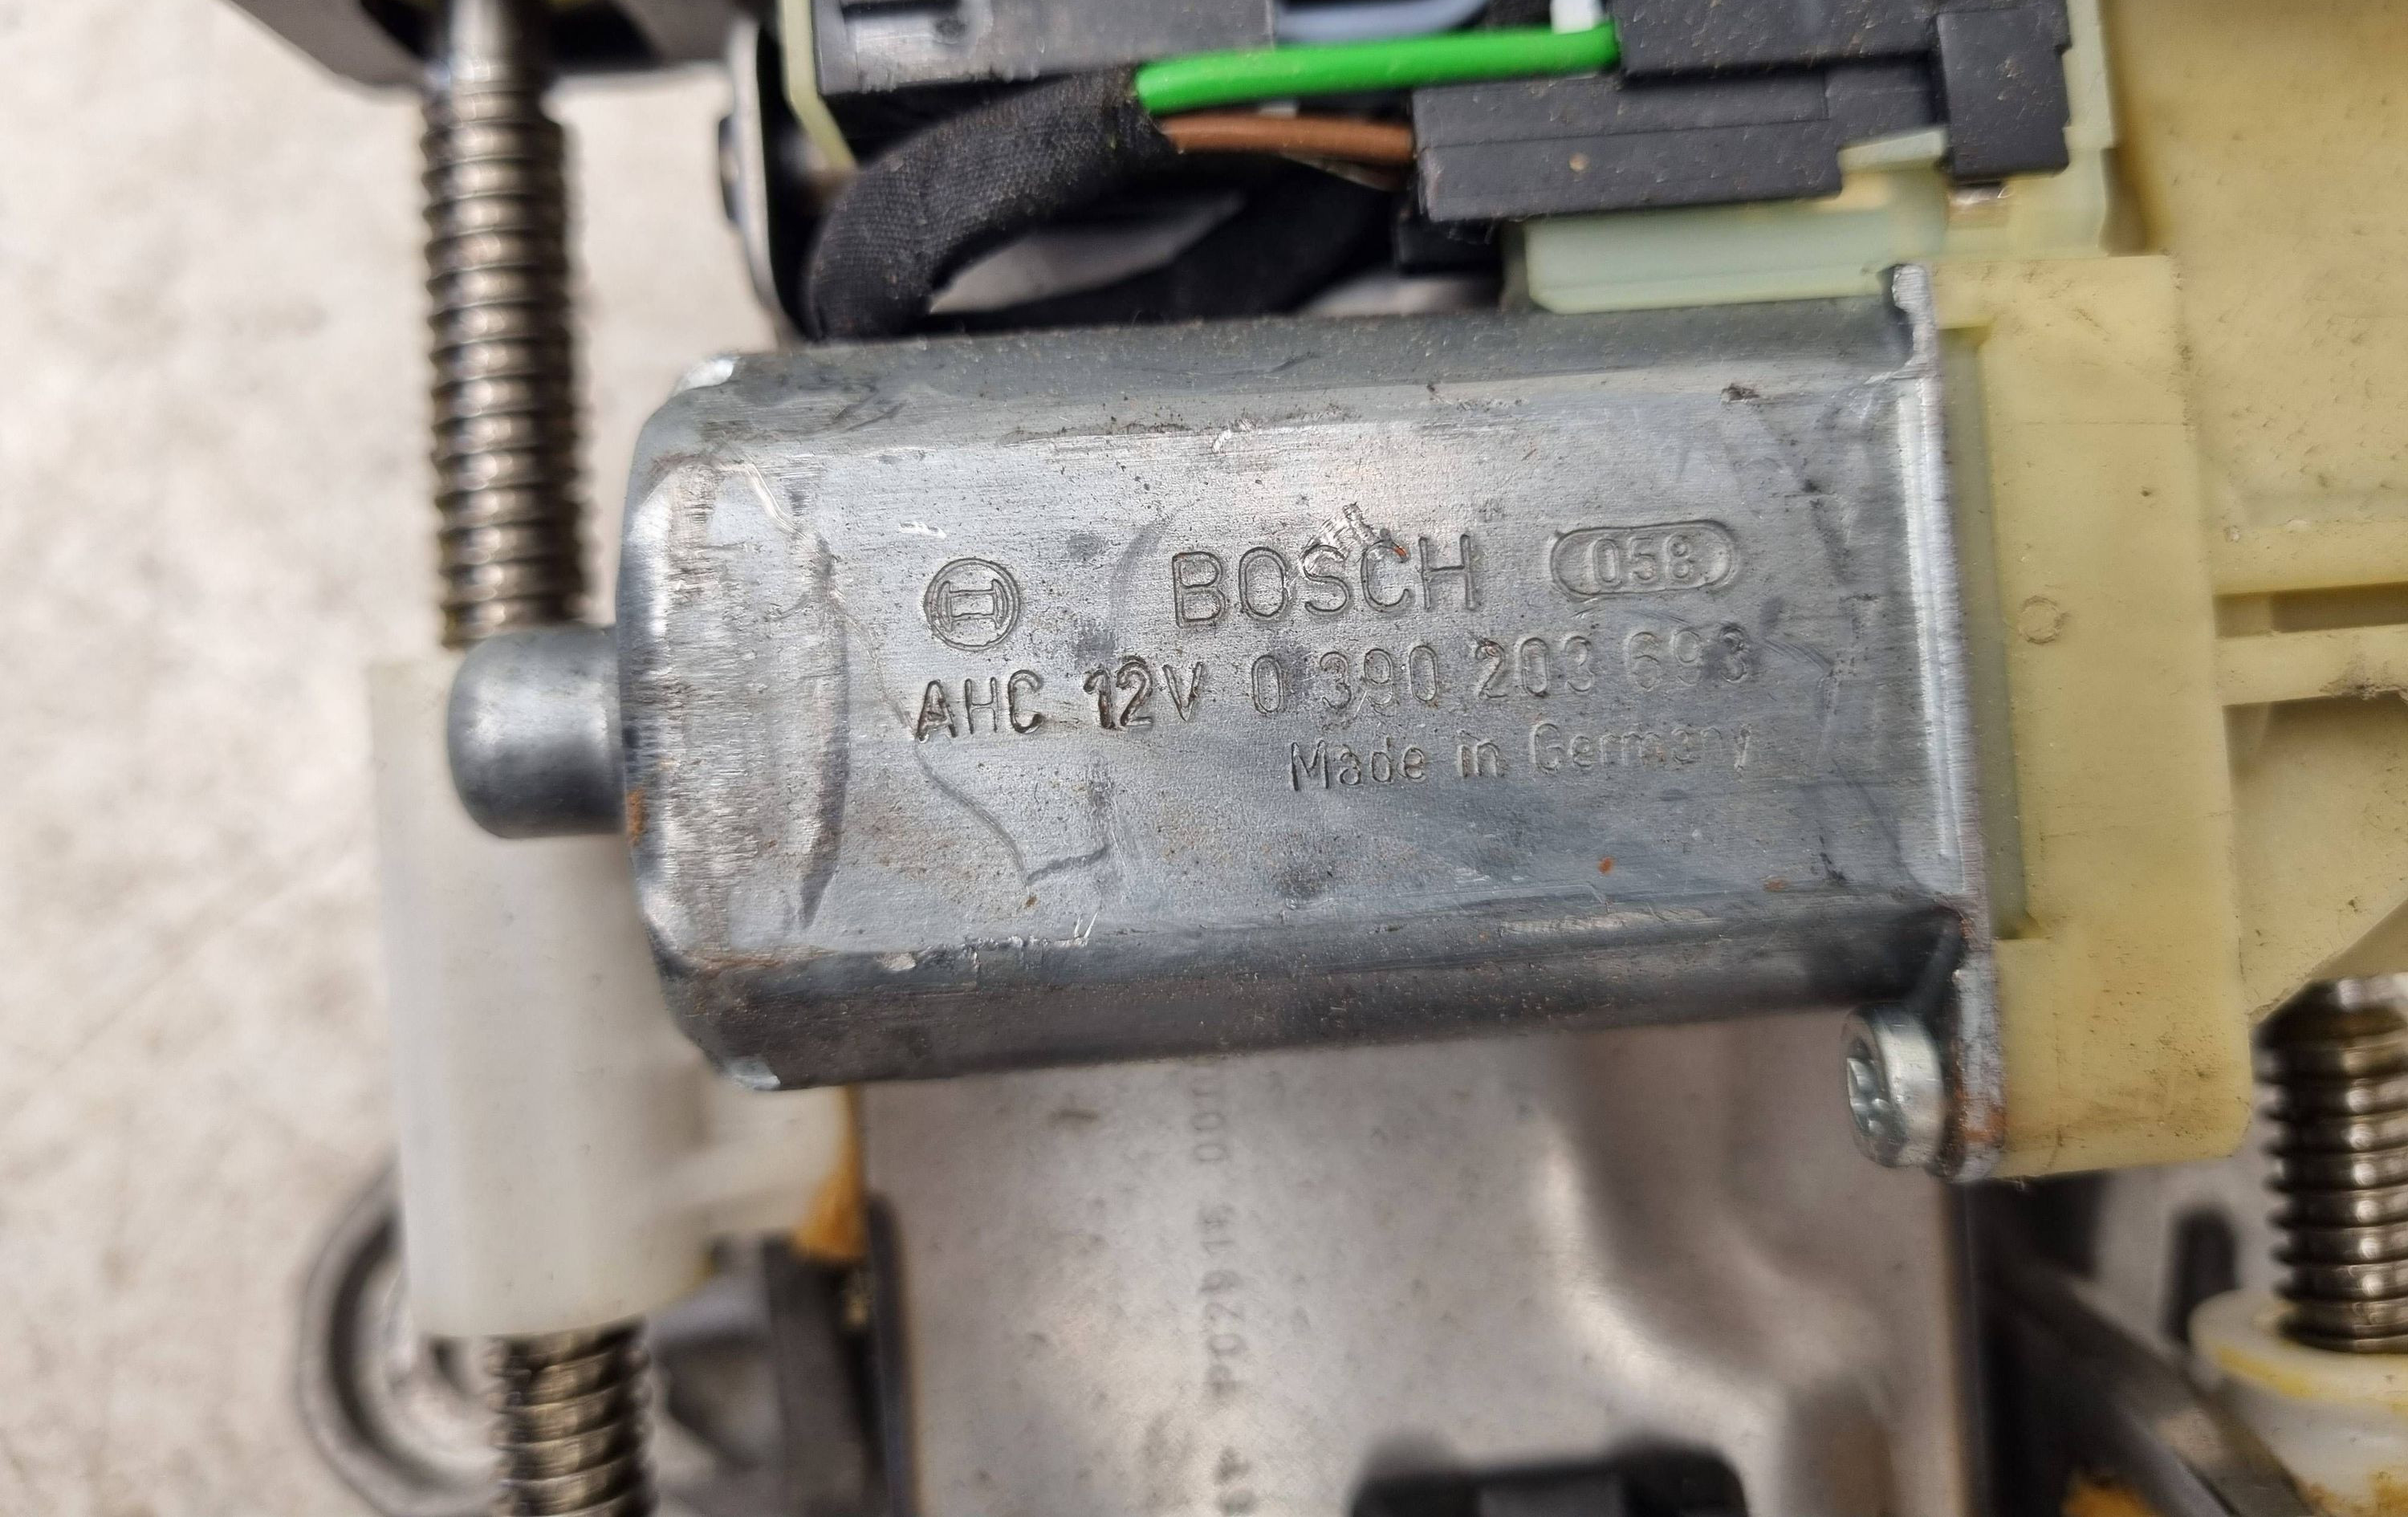 BOSCH 058
AHC 12V 0 390 203 693
Made in Germany